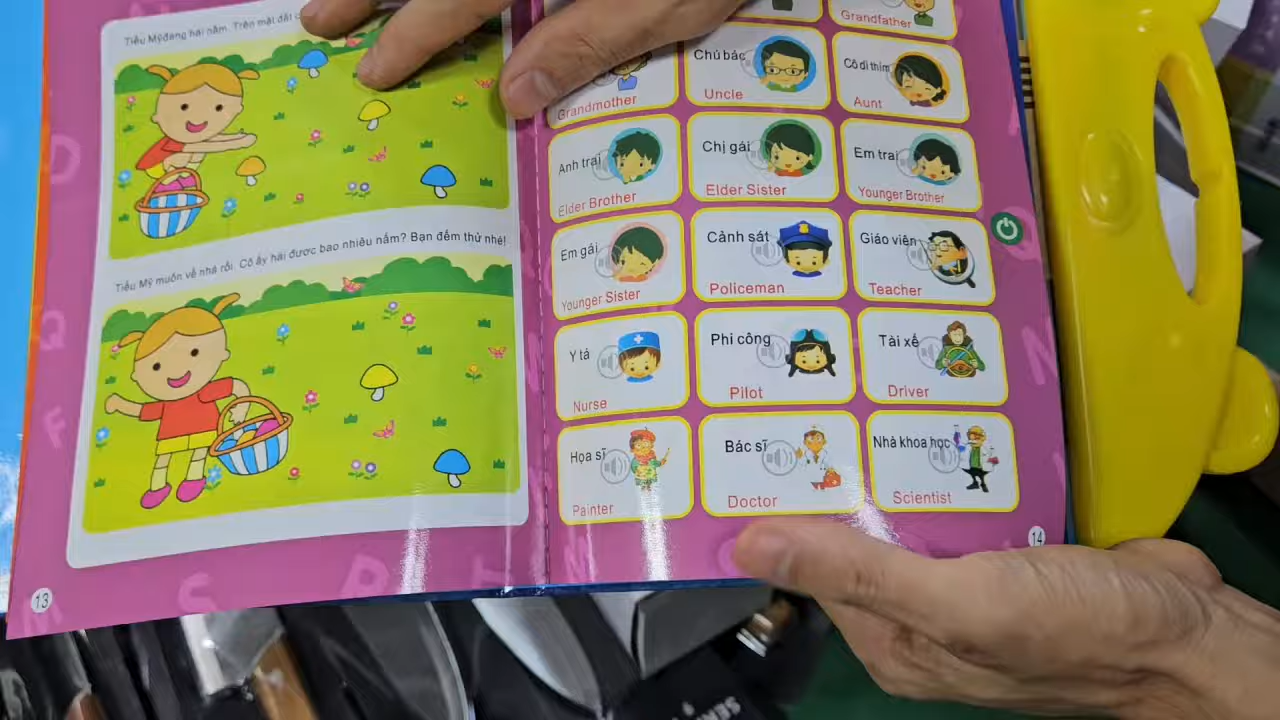 Tiểu Mỹđang hái nấm. Trên mặt đất
Tiểu Mỹ muốn về nhà rồi. Cô ấy hái được bao nhiêu nấm? Bạn đếm thử nhé!
13
Grandfather
Grandmother
Chú bác
Uncle
Cô dì thím
Aunt
Anh trai
Elder Brother
Chị gái
Elder Sister
Em trai
Younger Brother
Em gái
Younger Sister
Cảnh sát
Policeman
Giáo viên
Teacher
Y tá
Nurse
Phi công
Pilot
Tài xế
Driver
Họa sĩ
Painter
Bác sĩ
Doctor
Nhà khoa học
Scientist
14